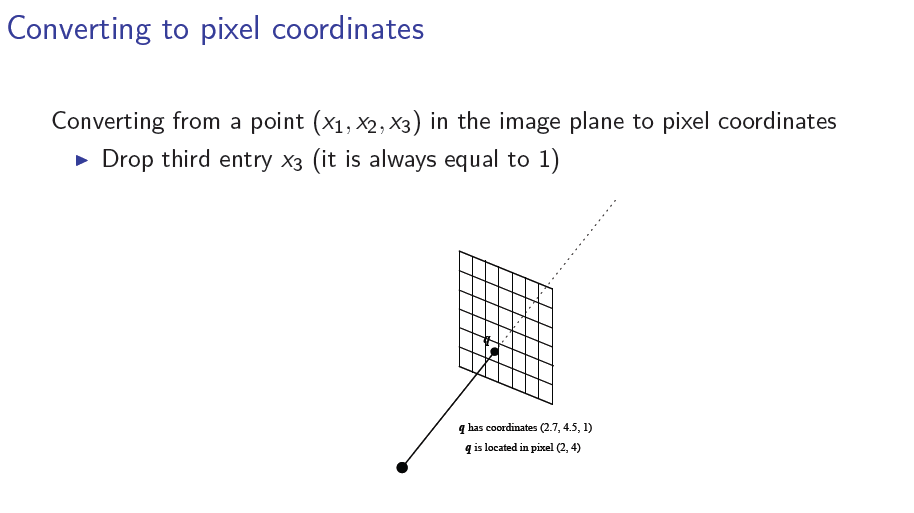 Converting to pixel coordinates
Converting from a point (x₁, x₂, x₃) in the image plane to pixel coordinates
▶ Drop third entry x₃ (it is always equal to 1)
q
q has coordinates (2.7, 4.5, 1)
q is located in pixel (2, 4)